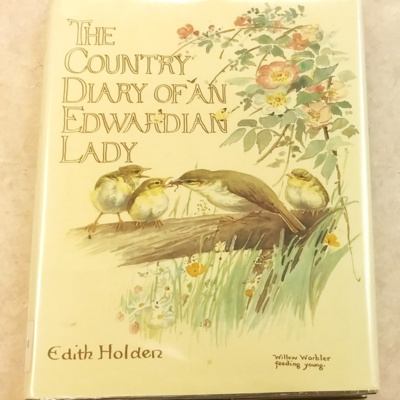 THE
COUNTRY
DIARY OF AN
EDWARDIAN
LADY
Edith Holden
Willow Warbler
feeding young.